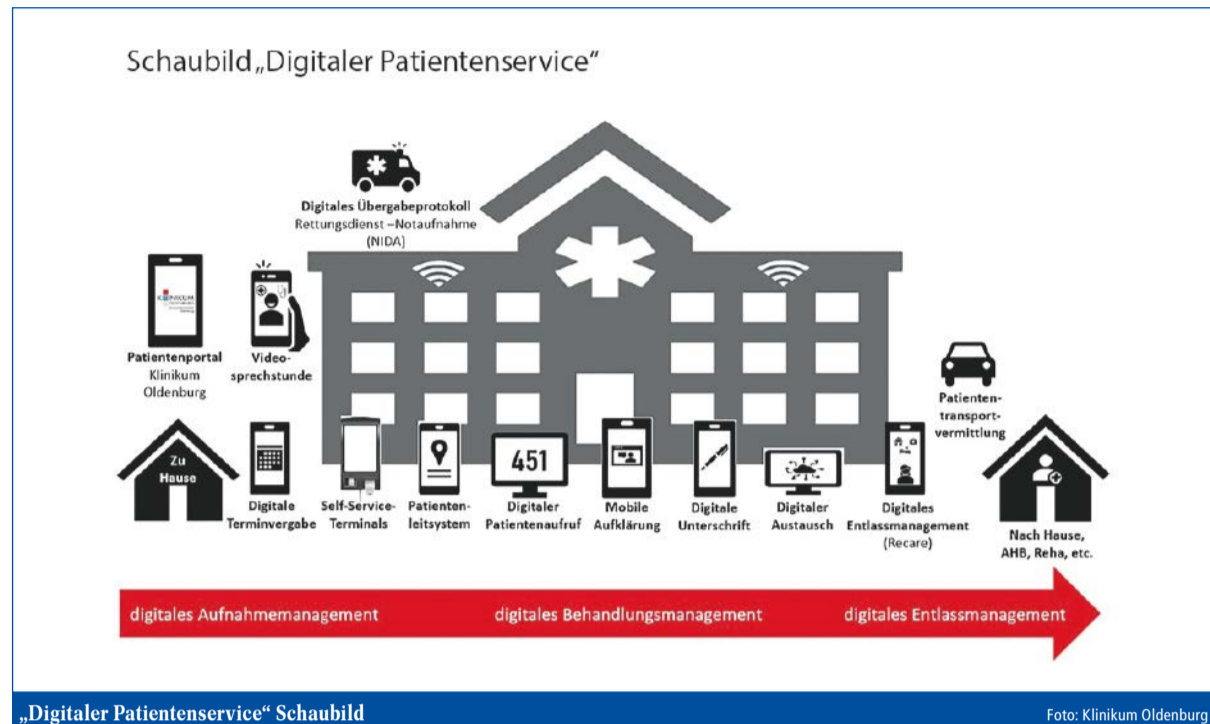 Schaubild „Digitaler Patientenservice“
Digitales Übergabeprotokoll
Rettungsdienst –Notaufnahme
(NIDA)
KLINIKUM
Patientenportal
Klinikum
Oldenburg
Video-
sprechstunde
Patienten-
transport-
vermittlung
Zu
Hause
Digitale
Terminvergabe
Self-Service-
Terminals
Patienten-
leitsystem
451
Digitaler
Patientenaufruf
Mobile
Aufklärung
Digitale
Unterschrift
Digitaler
Austausch
Digitales
Entlassmanagement
(Recare)
Nach Hause,
AHB, Reha, etc.
digitales Aufnahmemanagement
digitales Behandlungsmanagement
digitales Entlassmanagement
„Digitaler Patientenservice“ Schaubild
Foto: Klinikum Oldenburg